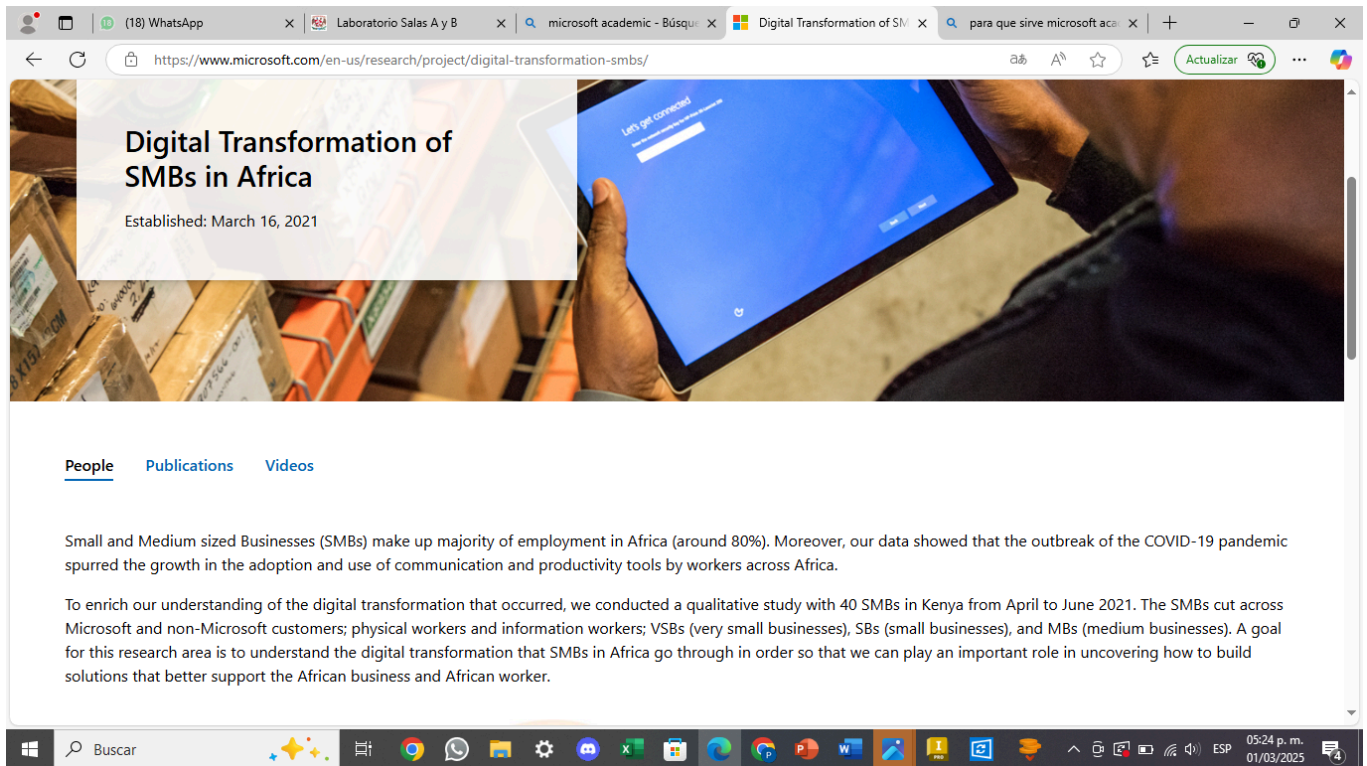 (18) WhatsApp
Laboratorio Salas A y B
microsoft academic - Búsque
Digital Transformation of SM
para que sirve microsoft aca
https://www.microsoft.com/en-us/research/project/digital-transformation-smbs/
Actualizar
Digital Transformation of
SMBs in Africa
Established: March 16, 2021
Let's get connected
People Publications Videos
Small and Medium sized Businesses (SMBs) make up majority of employment in Africa (around 80%). Moreover, our data showed that the outbreak of the COVID-19 pandemic
spurred the growth in the adoption and use of communication and productivity tools by workers across Africa.
To enrich our understanding of the digital transformation that occurred, we conducted a qualitative study with 40 SMBs in Kenya from April to June 2021. The SMBs cut across
Microsoft and non-Microsoft customers; physical workers and information workers; VSBs (very small businesses), SBs (small businesses), and MBs (medium businesses). A goal
for this research area is to understand the digital transformation that SMBs in Africa go through in order so that we can play an important role in uncovering how to build
solutions that better support the African business and African worker.
Buscar
ESP
05:24 p. m.
01/03/2025
4